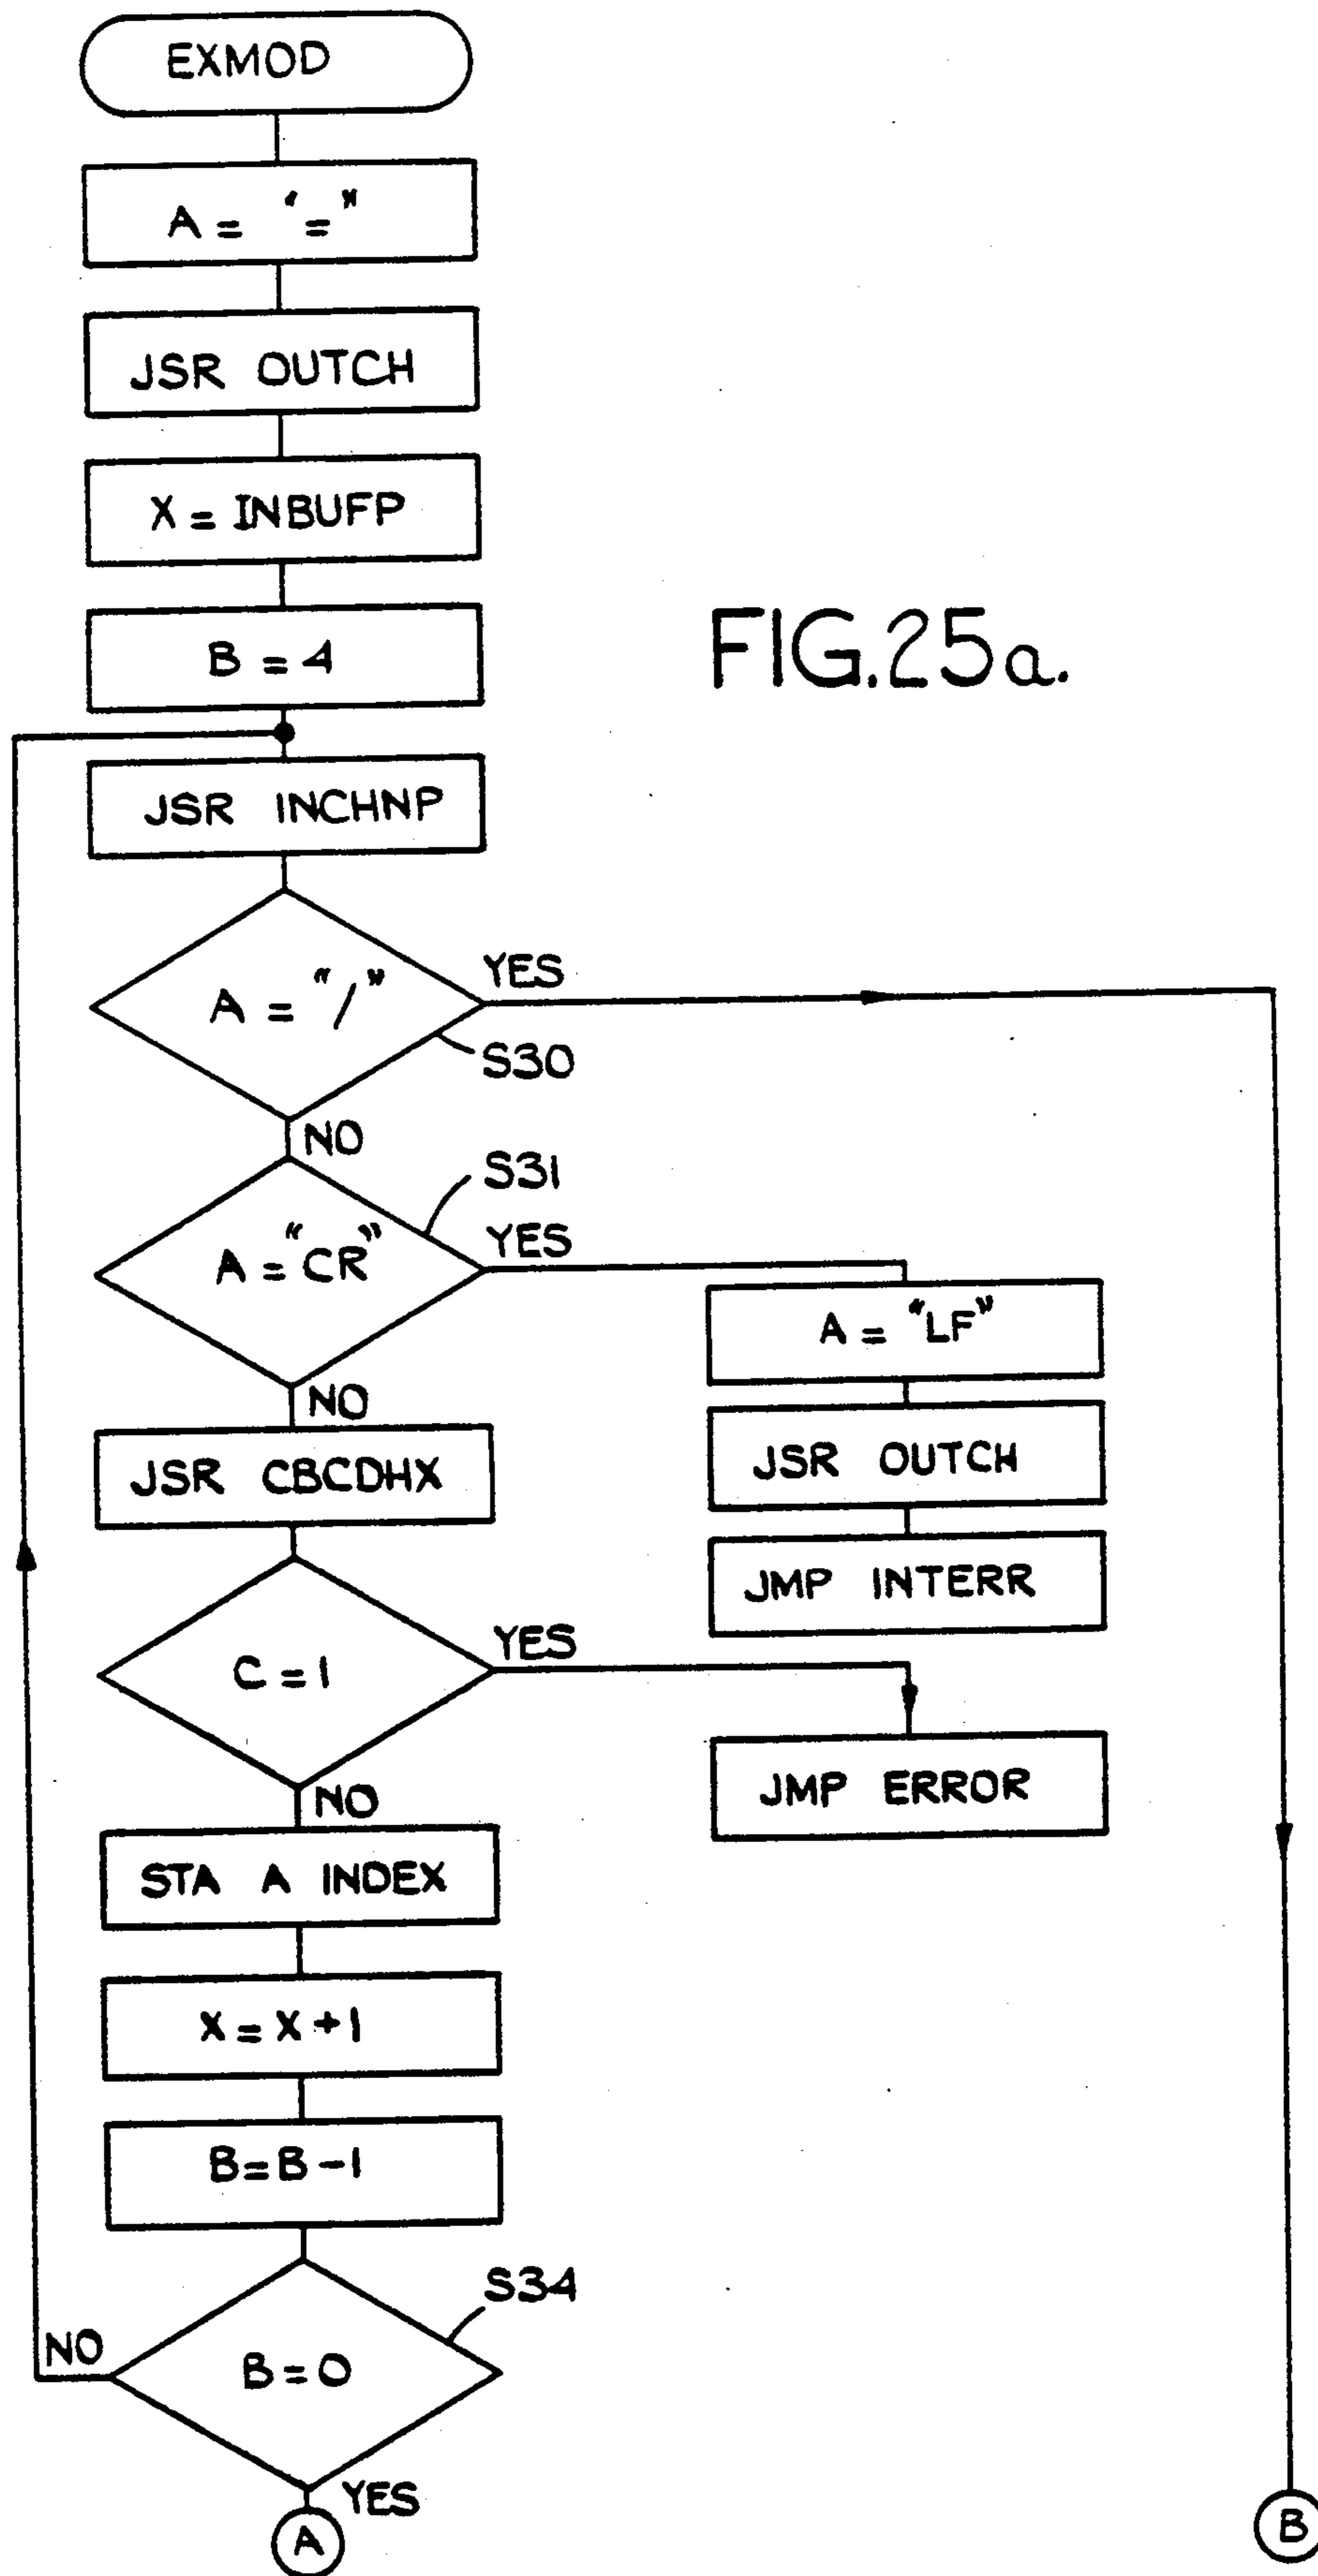 EXMOD
A = "="
JSR OUTCH
X = INBUFP
B = 4
FIG.25a.
JSR INCHNP
A = "/"
YES
S30
NO
S31
A = "CR"
YES
A = "LF"
NO
JSR CBCDHX
JSR OUTCH
JMP INTERR
C = 1
YES
JMP ERROR
NO
STA A INDEX
X = X + 1
B = B - 1
S34
NO
B = 0
YES
A
B